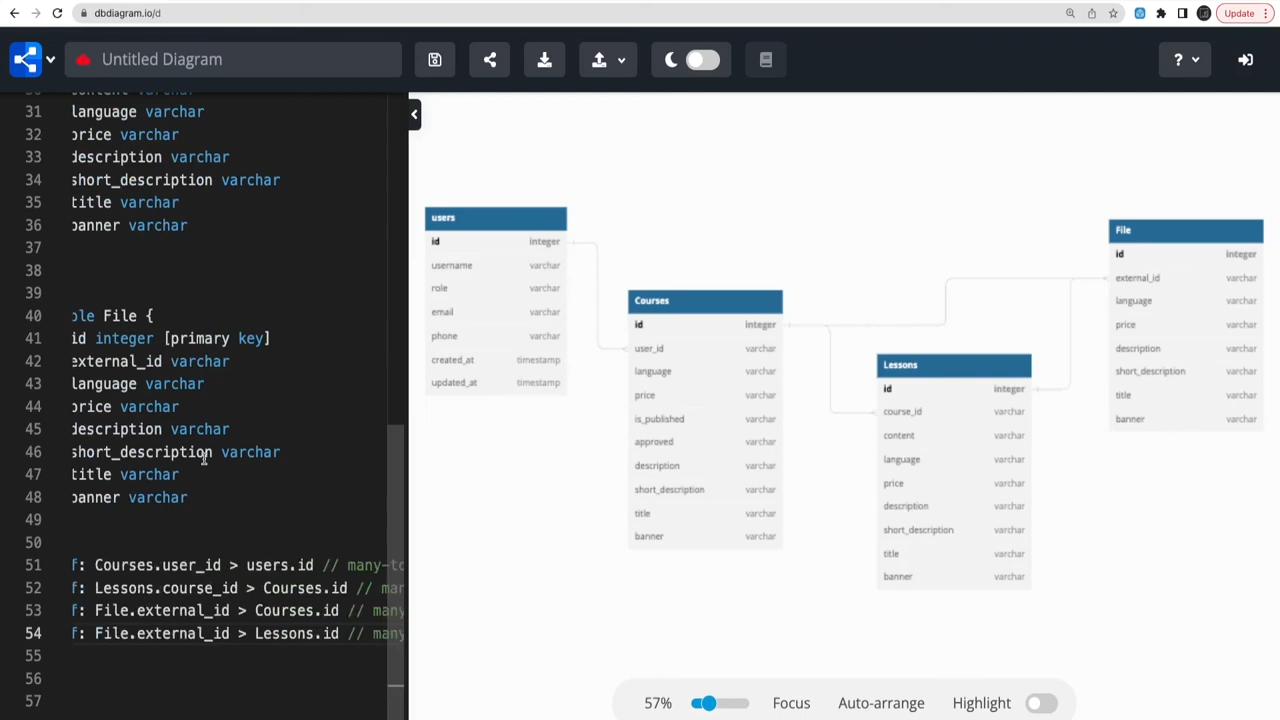 dbdiagram.io/d
Update
Untitled Diagram
?
31 language varchar
32 price varchar
33 description varchar
34 short_description varchar
35 title varchar
36 banner varchar
37
38
39
40 ble File {
41 id integer [primary key]
42 external_id varchar
43 language varchar
44 price varchar
45 description varchar
46 short_description varchar
47 title varchar
48 banner varchar
49
50
51 f: Courses.user_id > users.id // many-to
52 f: Lessons.course_id > Courses.id // man
53 f: File.external_id > Courses.id // many
54 f: File.external_id > Lessons.id // many
55
56
57
users
id integer
username varchar
role varchar
email varchar
phone varchar
created_at timestamp
updated_at timestamp
Courses
id integer
user_id varchar
language varchar
price varchar
is_published varchar
approved varchar
description varchar
short_description varchar
title varchar
banner varchar
Lessons
id integer
course_id varchar
content varchar
language varchar
price varchar
description varchar
short_description varchar
title varchar
banner varchar
File
id integer
external_id varchar
language varchar
price varchar
description varchar
short_description varchar
title varchar
banner varchar
57% Focus Auto-arrange Highlight